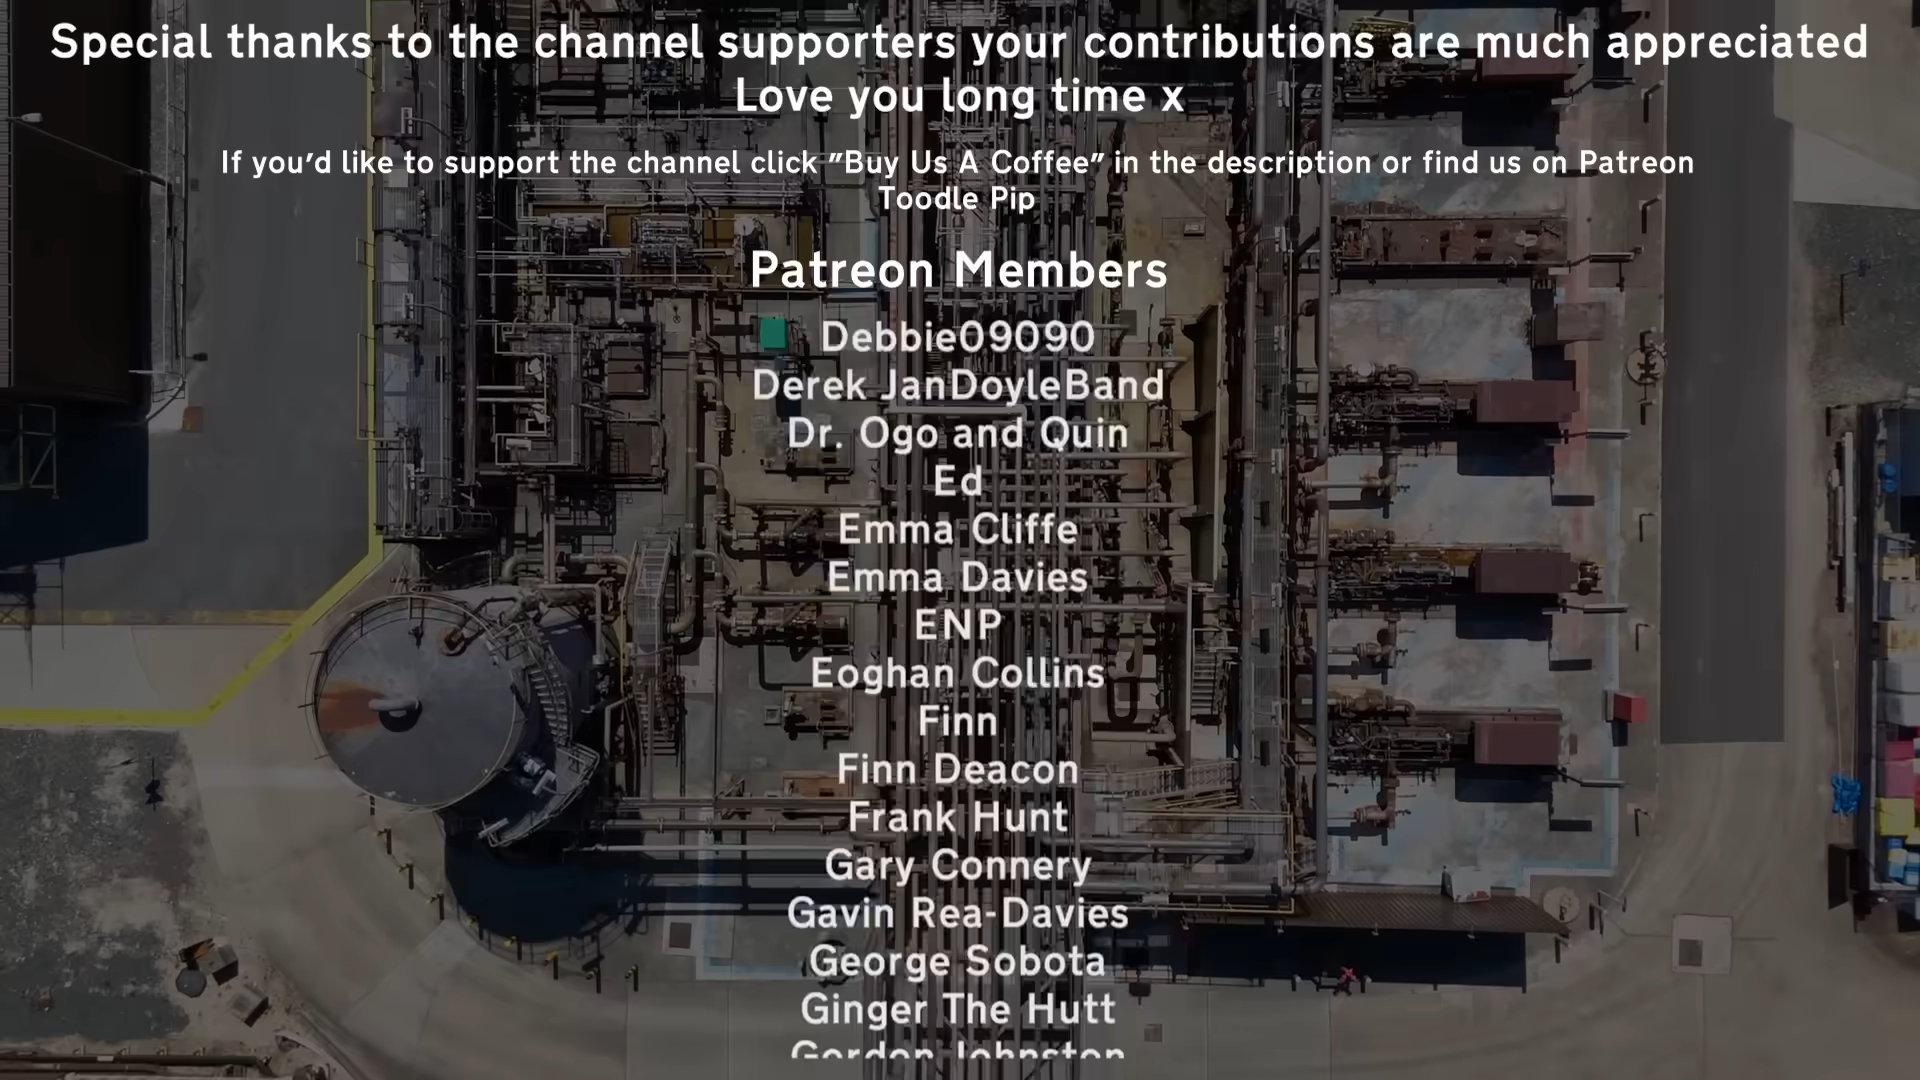 Special thanks to the channel supporters your contributions are much appreciated
Love you long time x
If you'd like to support the channel click "Buy Us A Coffee" in the description or find us on Patreon
Toodle Pip
Patreon Members
Debbie09090
Derek JanDoyleBand
Dr. Ogo and Quin
Ed
Emma Cliffe
Emma Davies
ENP
Eoghan Collins
Finn
Finn Deacon
Frank Hunt
Gary Connery
Gavin Rea-Davies
George Sobota
Ginger The Hutt
Gordon Johnston